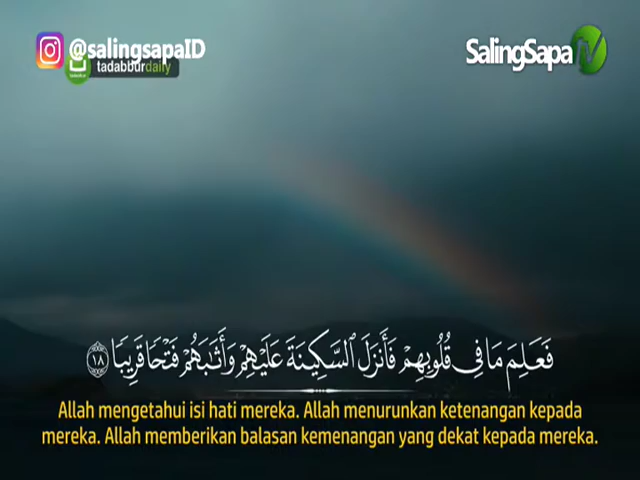 @salingsapaID
tadabburdaily
SalingSapa TV
فَعَلِمَ مَا فِي قُلُوبِهِمْ فَأَنزَلَ السَّكِينَةَ عَلَيْهِمْ وَأَثَابَهُمْ فَتْحًا قَرِيبًا ١٨
Allah mengetahui isi hati mereka. Allah menurunkan ketenangan kepada
mereka. Allah memberikan balasan kemenangan yang dekat kepada mereka.